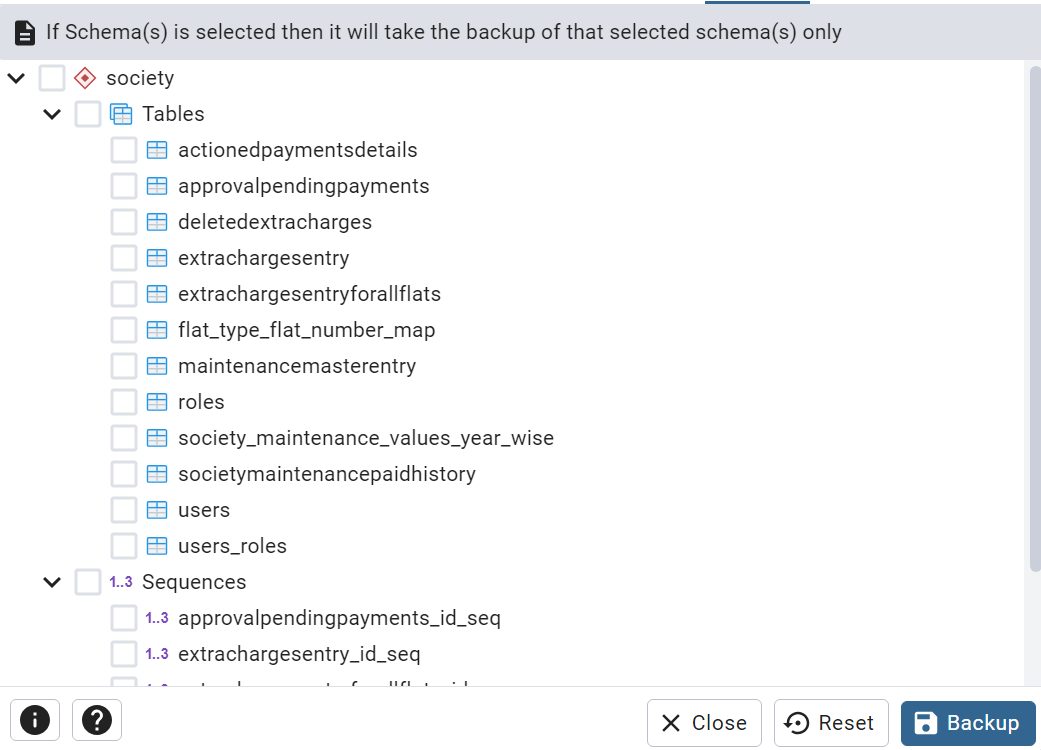 If Schema(s) is selected then it will take the backup of that selected schema(s) only
society
Tables
actionedpaymentsdetails
approvalpendingpayments
deletedextracharges
extrachargesentry
extrachargesentryforallflats
flat_type_flat_number_map
maintenancemasterentry
roles
society_maintenance_values_year_wise
societymaintenancepaidhistory
users
users_roles
1..3 Sequences
1..3 approvalpendingpayments_id_seq
1..3 extrachargesentry_id_seq
Close Reset Backup